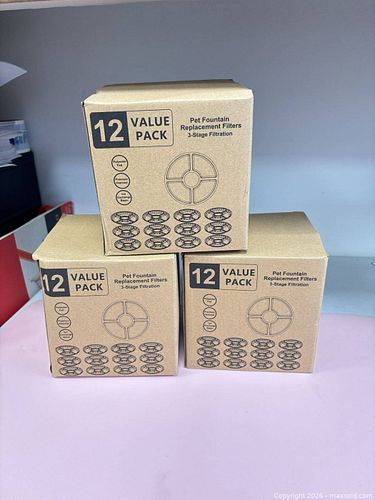 12 VALUE PACK
Pet Fountain
Replacement Filters
3-Stage Filtration
12 VALUE PACK
Pet Fountain
Replacement Filters
3-Stage Filtration
12 VALUE PACK
Pet Fountain
Replacement Filters
3-Stage Filtration
Copyright 2026 - maxsold.com